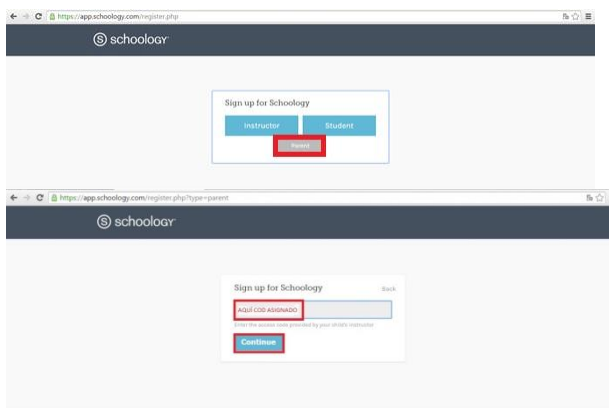 https://app.schoology.com/register.php
schoology
Sign up for Schoology
Instructor Student
Parent
https://app.schoology.com/register.php?type=parent
schoology
Sign up for Schoology Back
AQUÍ COD ASIGNADO
Enter the access code provided by your child's instructor
Continue